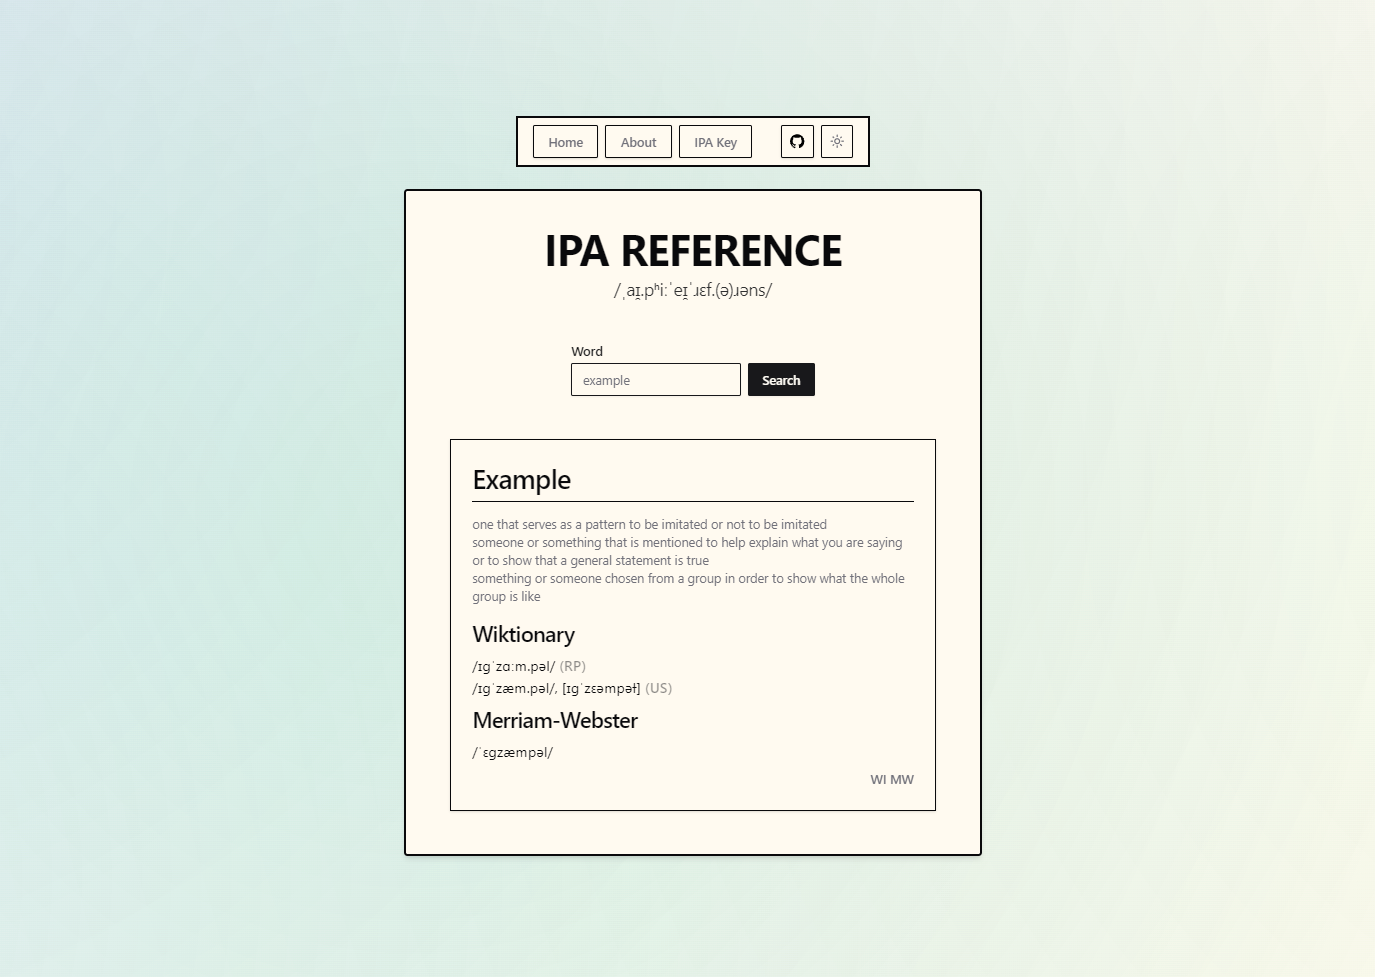 Home About IPA Key
IPA REFERENCE
/ˌaɪ̯.pʰiːˈeɪ̯ˈɹɛf.(ə)ɹəns/
Word
example Search
Example
one that serves as a pattern to be imitated or not to be imitated
someone or something that is mentioned to help explain what you are saying
or to show that a general statement is true
something or someone chosen from a group in order to show what the whole
group is like
Wiktionary
/ɪɡˈzɑːm.pəl/ (RP)
/ɪɡˈzæm.pəl/, [ɪɡˈzɛəmpəɫ] (US)
Merriam-Webster
/ˈɛgzæmpəl/
WI MW